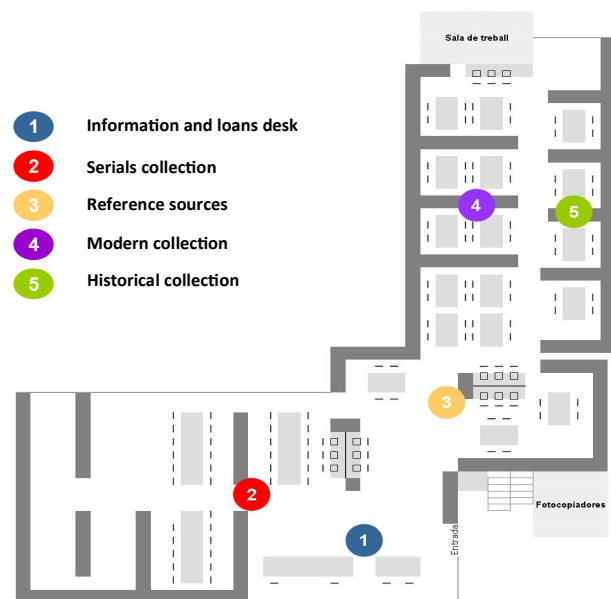 Sala de treball
1 Information and loans desk
2 Serials collection
3 Reference sources
4 Modern collection
5 Historical collection
4
5
3
2
1
Entrada
Fotocopiadores